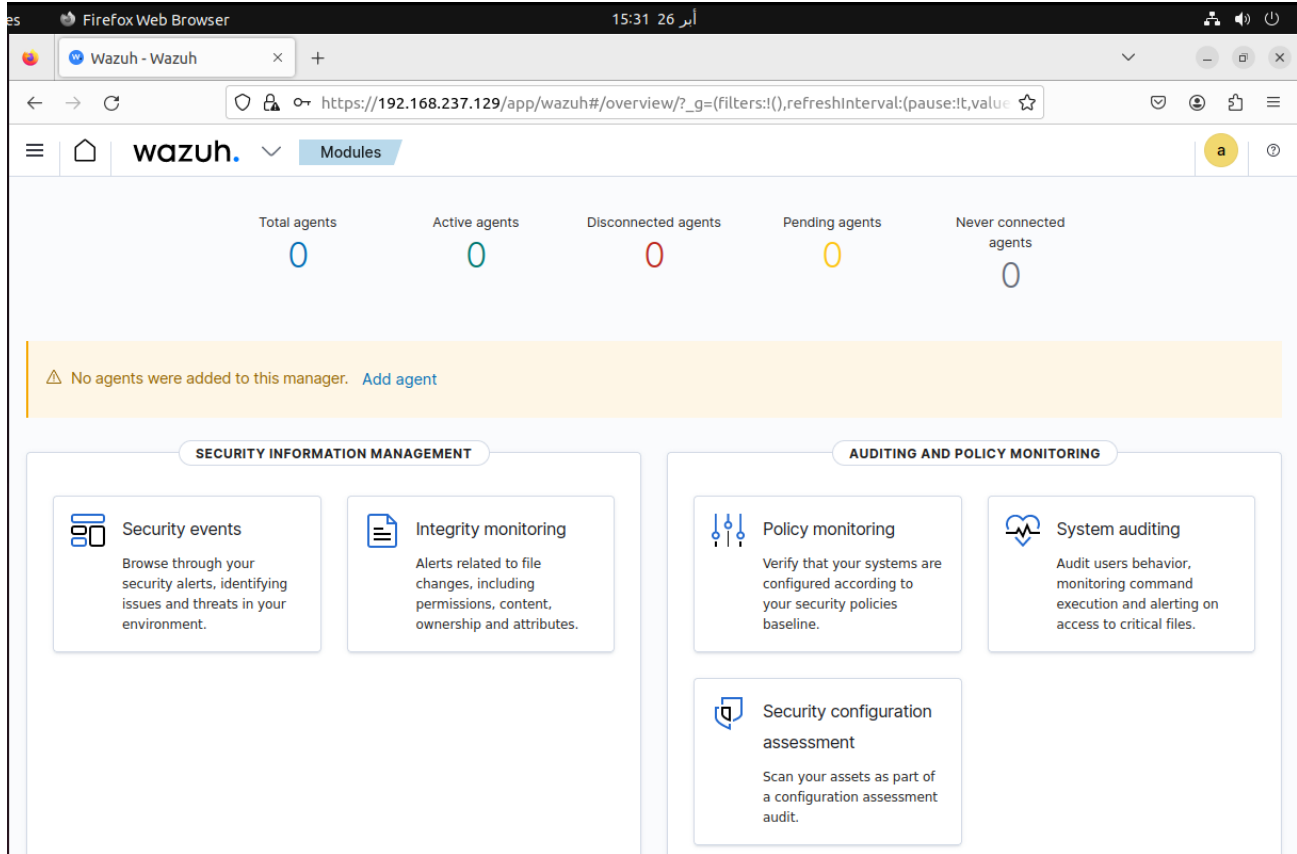 es Firefox Web Browser 15:31 26 أبر
Wazuh - Wazuh
https://192.168.237.129/app/wazuh#/overview/?_g=(filters:!(),refreshInterval:(pause:!t,value
wazuh. Modules a
Total agents
0
Active agents
0
Disconnected agents
0
Pending agents
0
Never connected
agents
0
No agents were added to this manager. Add agent
SECURITY INFORMATION MANAGEMENT
Security events
Browse through your
security alerts, identifying
issues and threats in your
environment.
Integrity monitoring
Alerts related to file
changes, including
permissions, content,
ownership and attributes.
AUDITING AND POLICY MONITORING
Policy monitoring
Verify that your systems are
configured according to
your security policies
baseline.
System auditing
Audit users behavior,
monitoring command
execution and alerting on
access to critical files.
Security configuration
assessment
Scan your assets as part of
a configuration assessment
audit.